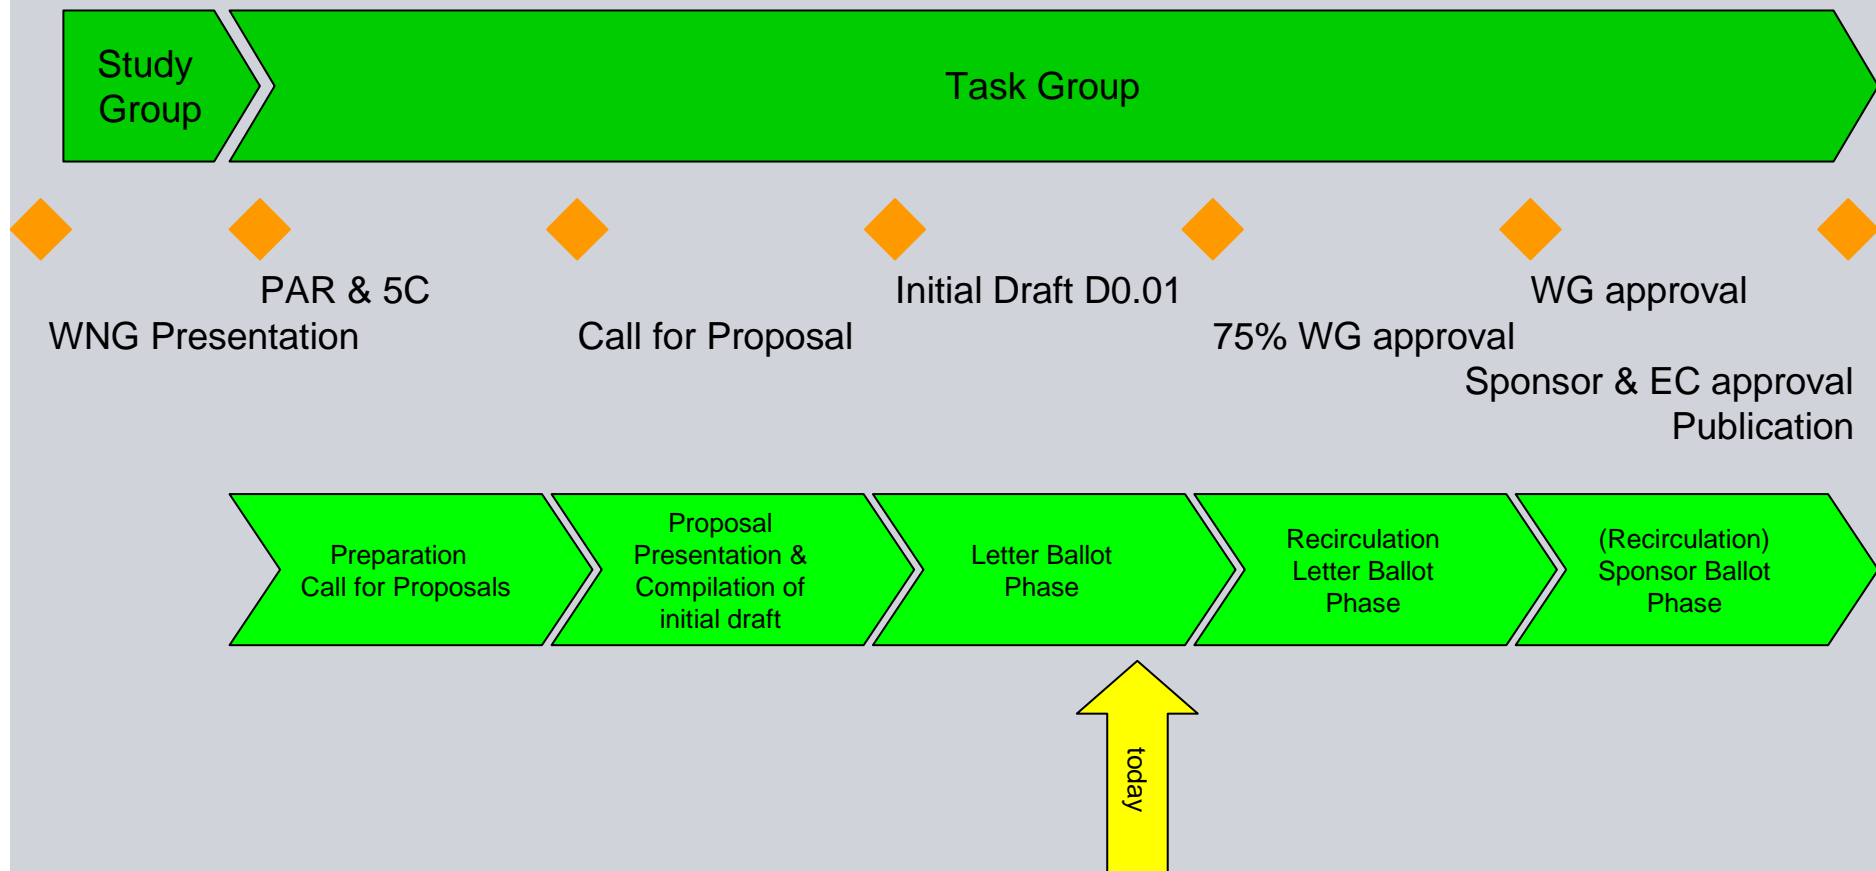 Study
Group
Task Group
PAR & 5C
Initial Draft D0.01
WG approval
WNG Presentation
Call for Proposal
75% WG approval
Sponsor & EC approval
Publication
Preparation
Call for Proposals
Proposal
Presentation &
Compilation of
initial draft
Letter Ballot
Phase
Recirculation
Letter Ballot
Phase
(Recirculation)
Sponsor Ballot
Phase
today